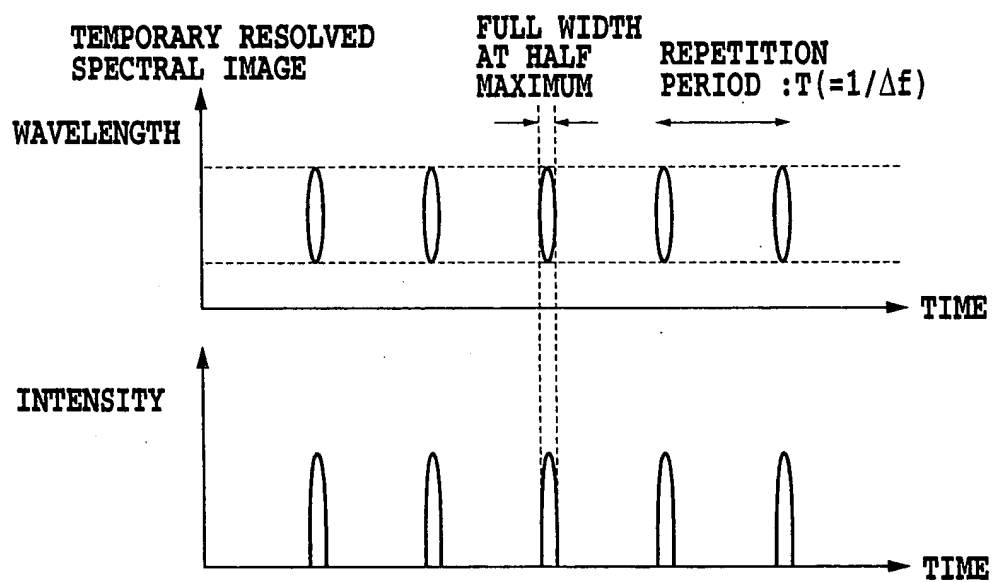 TEMPORARY RESOLVED
SPECTRAL IMAGE
FULL WIDTH
AT HALF
MAXIMUM
REPETITION
PERIOD :T(=1/Δf)
WAVELENGTH
TIME
INTENSITY
TIME